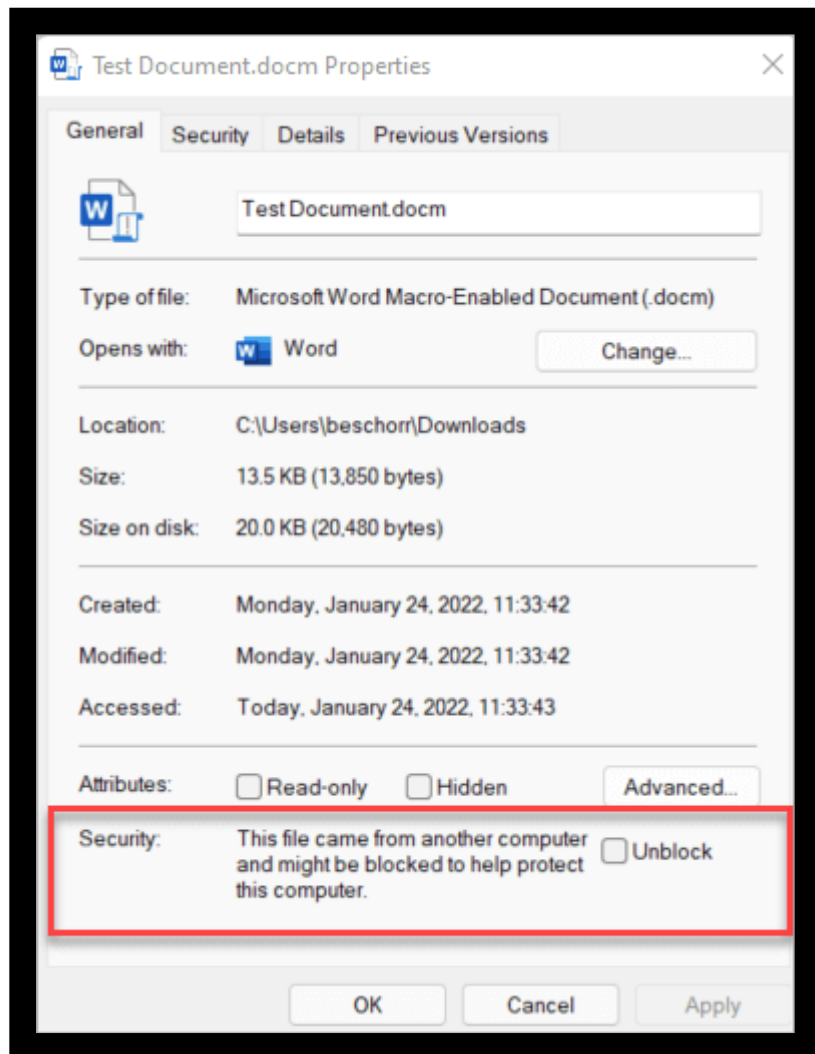 Test Document.docm Properties
General Security Details Previous Versions
Test Document.docm
Type of file: Microsoft Word Macro-Enabled Document (.docm)
Opens with: Word Change...
Location: C:\Users\beschorr\Downloads
Size: 13.5 KB (13,850 bytes)
Size on disk: 20.0 KB (20,480 bytes)
Created: Monday, January 24, 2022, 11:33:42
Modified: Monday, January 24, 2022, 11:33:42
Accessed: Today, January 24, 2022, 11:33:43
Attributes: Read-only Hidden Advanced...
Security: This file came from another computer
and might be blocked to help protect
this computer.
Unblock
OK Cancel Apply